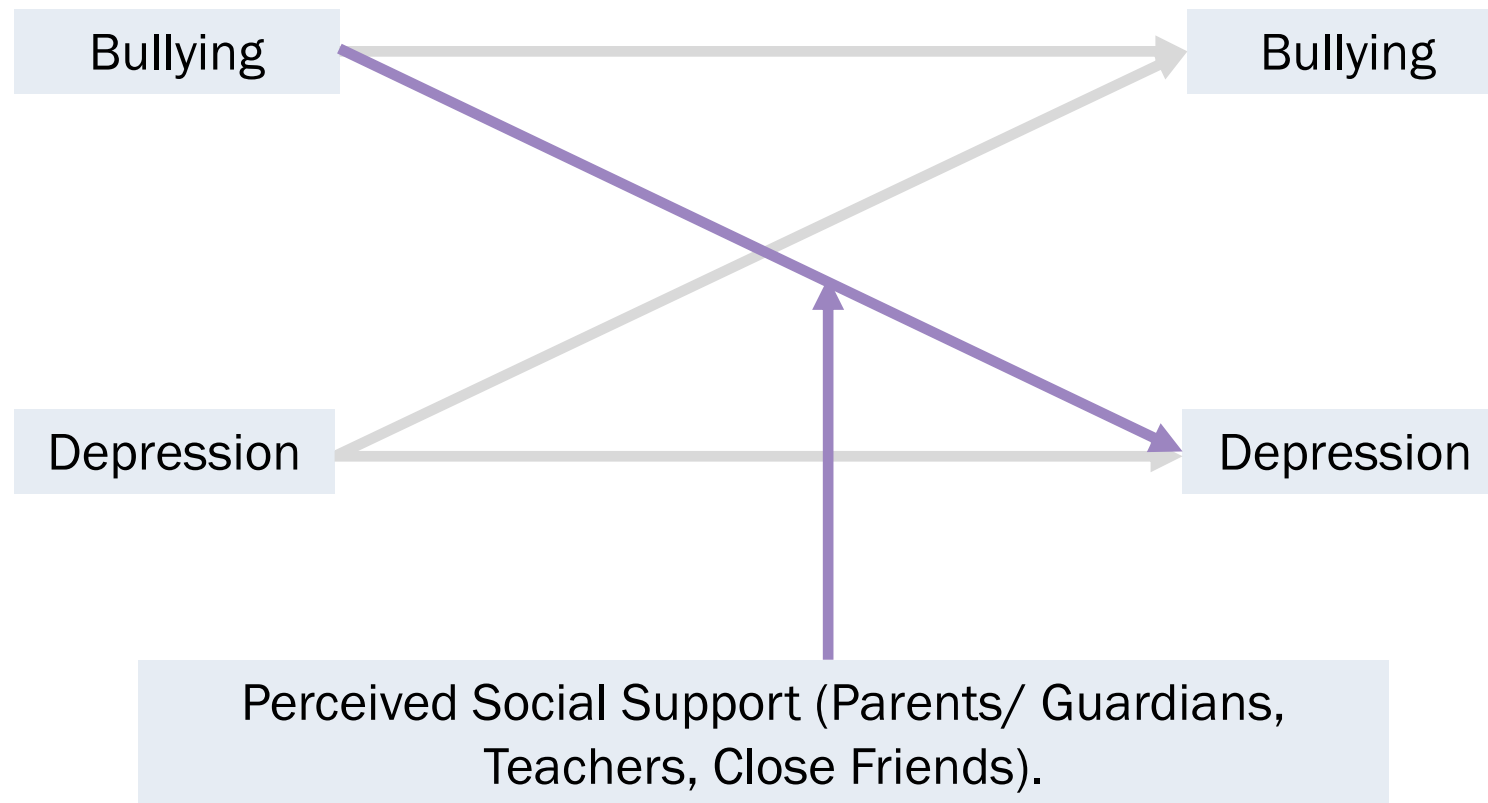 Bullying
Bullying
Depression
Depression
Perceived Social Support (Parents/ Guardians,
Teachers, Close Friends).